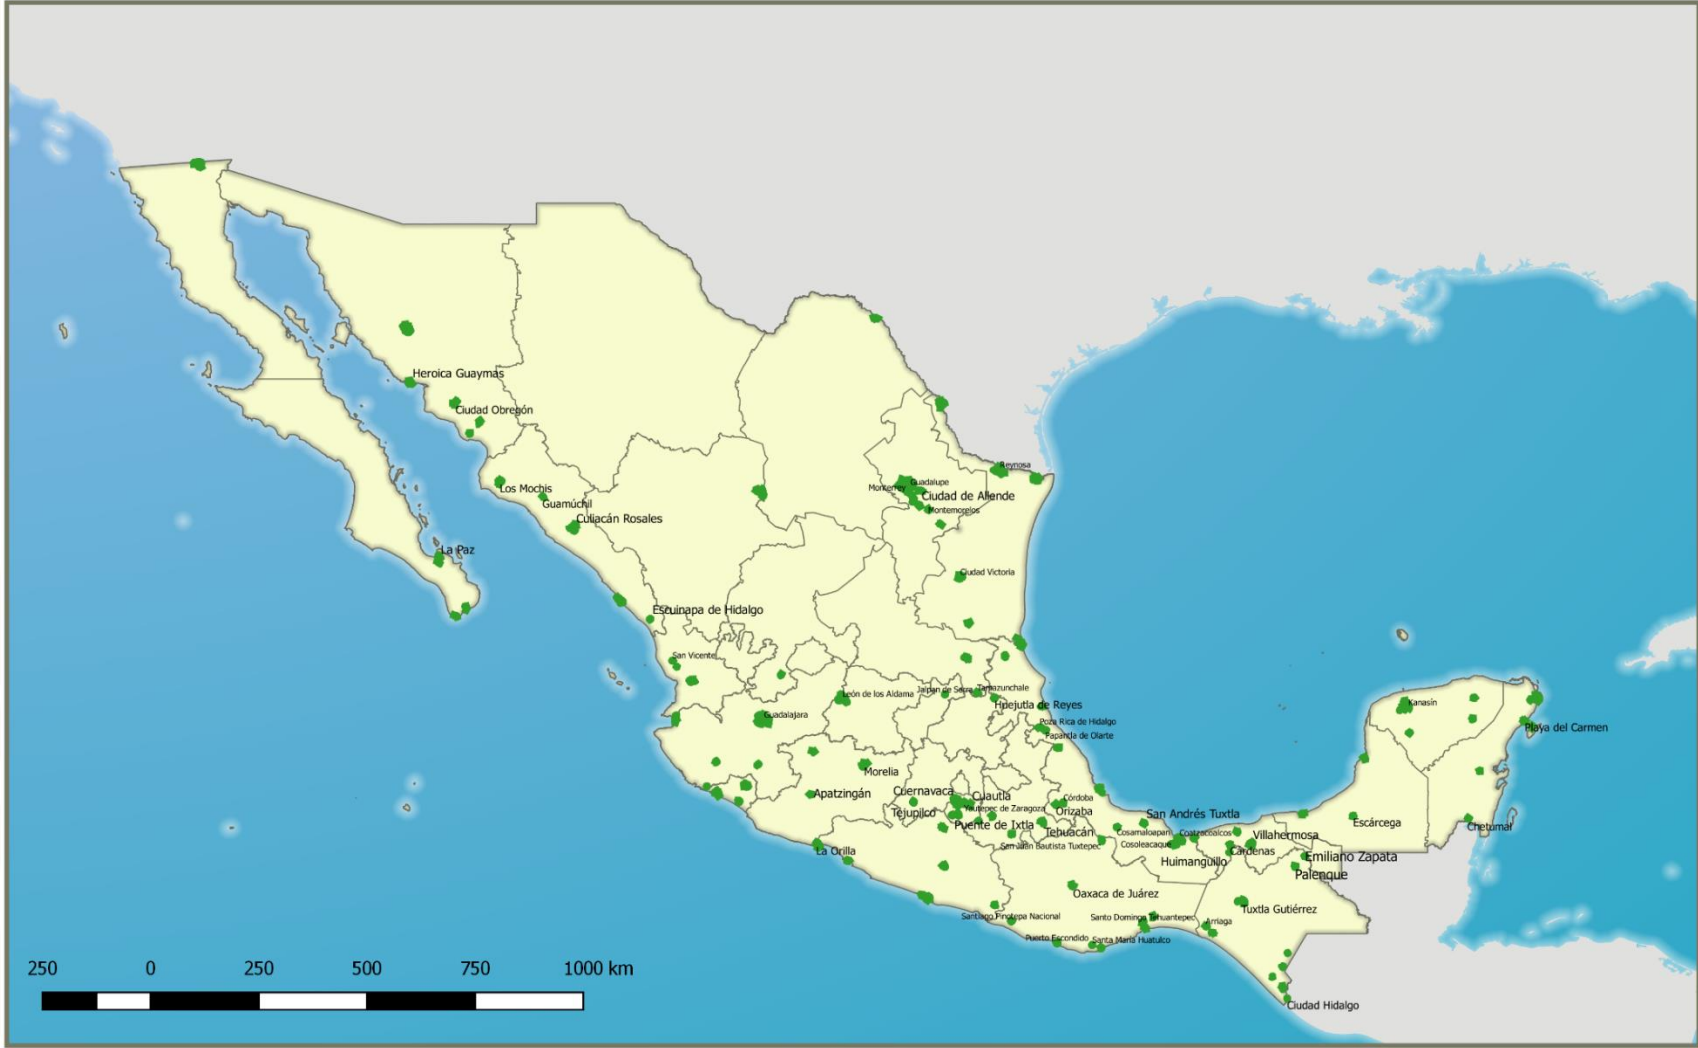 Heroica Guaymas
Ciudad Obregón
Reynosa
Guadalupe
Monterrey
Ciudad de Allende
Montemorelos
Los Mochis
Guamúchil
Culiacán Rosales
La Paz
Ciudad Victoria
Escuinapa de Hidalgo
San Vicente
León de los Aldama
Jalpan de Serra
Tamazunchale
Huejutla de Reyes
Guadalajara
Poza Rica de Hidalgo
Papantla de Olarte
Kanasín
Playa del Carmen
Morelia
Apatzingán
Cuernavaca
Cuautla
Yautepec de Zaragoza
Tejupilco
Puente de Ixtla
Córdoba
Orizaba
Tehuacán
San Juan Bautista Tuxtepec
San Andrés Tuxtla
Cosamaloapan
Coatzacoalcos
Cosoleacaque
Huimanguillo
Villahermosa
Cárdenas
Emiliano Zapata
Palenque
Escárcega
Chetumal
La Orilla
Oaxaca de Juárez
Tuxtla Gutiérrez
Santiago Pinotepa Nacional
Santo Domingo Tehuantepec
Arriaga
Puerto Escondido
Santa María Huatulco
Ciudad Hidalgo
250 0 250 500 750 1000 km